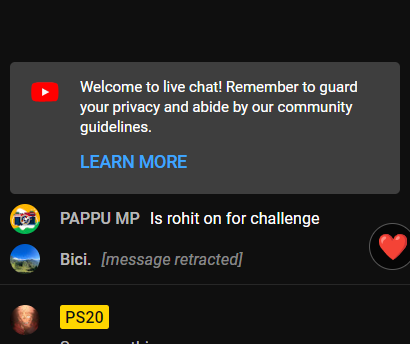 Welcome to live chat! Remember to guard
your privacy and abide by our community
guidelines.
LEARN MORE
PAPPU MP Is rohit on for challenge
Bici. [message retracted]
PS20